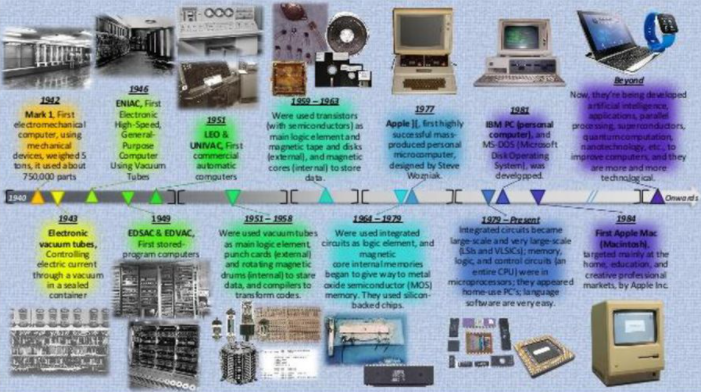 1942
Mark 1, First
electromechanical
computer, using
mechanical
devices, weighed 5
tons, it used about
750,000 parts
1946
ENIAC, First
Electronic
High-Speed,
General-
Purpose
Computer
Using Vacuum
Tubes
1951
LEO &
UNIVAC, First
commercial
automatic
computers
1959 – 1963
Were used transistors
(with semiconductors) as
main logic element and
magnetic tape and disks
(external), and magnetic
cores (internal) to store
data.
1977
Apple ][, first highly
successful mass-
produced personal
microcomputer,
designed by Steve
Wozniak.
1981
IBM PC (personal
computer), and
MS-DOS (Microsoft
Disk Operating
System), was
developped.
Beyond
Now, they're being developed
artificial intelligence,
applications, parallel
processing, superconductors,
quantum computations,
nanotechnology, etc., to
improve computers, and they
are more and more
technological.
1940
Onwards
1943
Electronic
vacuum tubes,
Controlling
electric current
through a vacuum
in a sealed
container
1949
EDSAC & EDVAC,
First stored-
program computers
1951 – 1958
Were used vacuum tubes
as main logic element,
punch cards (external)
and rotating magnetic
drums (internal) to store
data, and compilers to
transform codes.
1964 – 1979
Were used integrated
circuits as logic element, and
magnetic
core internal memories
began to give way to metal
oxide semiconductor (MOS)
memory. They used silicon-
backed chips.
1979 – Present
Integrated circuits became
large-scale and very large-scale
(LSIs and VLSICs); memory,
logic, and control circuits (an
entire CPU) were in
microprocessors; they appeared
home-use PC's; language
software are very easy.
1984
First Apple Mac
(Macintosh),
targeted mainly at the
home, education, and
creative professional
markets, by Apple Inc.